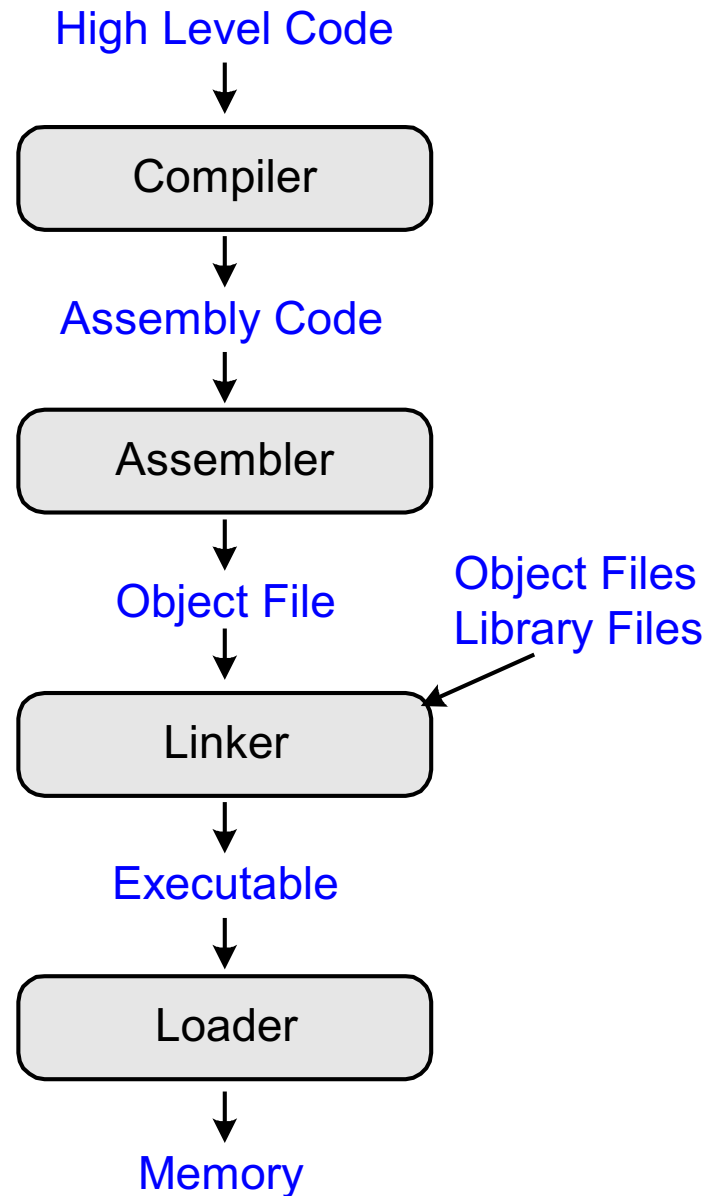 High Level Code
Compiler
Assembly Code
Assembler
Object File
Object Files
Library Files
Linker
Executable
Loader
Memory